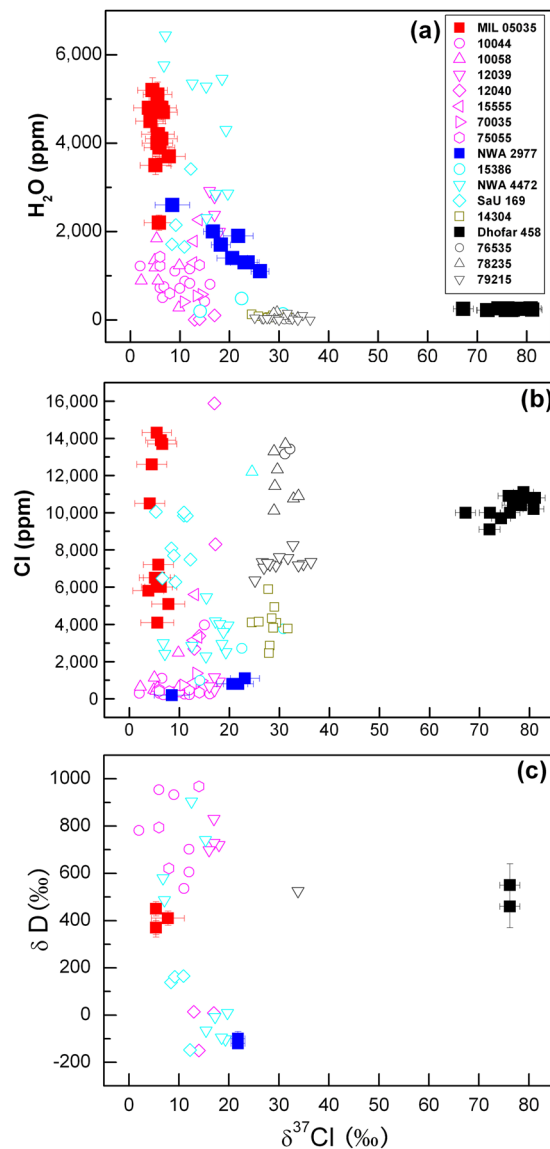 (a)
MIL 05035
10044
10058
12039
12040
15555
70035
75055
NWA 2977
15386
NWA 4472
SaU 169
14304
Dhofar 458
76535
78235
79215
6,000
4,000
2,000
0
H2O (ppm)
0 10 20 30 40 50 60 70 80
(b)
16,000
14,000
12,000
10,000
8,000
6,000
4,000
2,000
0
Cl (ppm)
0 10 20 30 40 50 60 70 80
(c)
1000
800
600
400
200
0
-200
δ D(‰)
0 10 20 30 40 50 60 70 80
δ37Cl (‰)